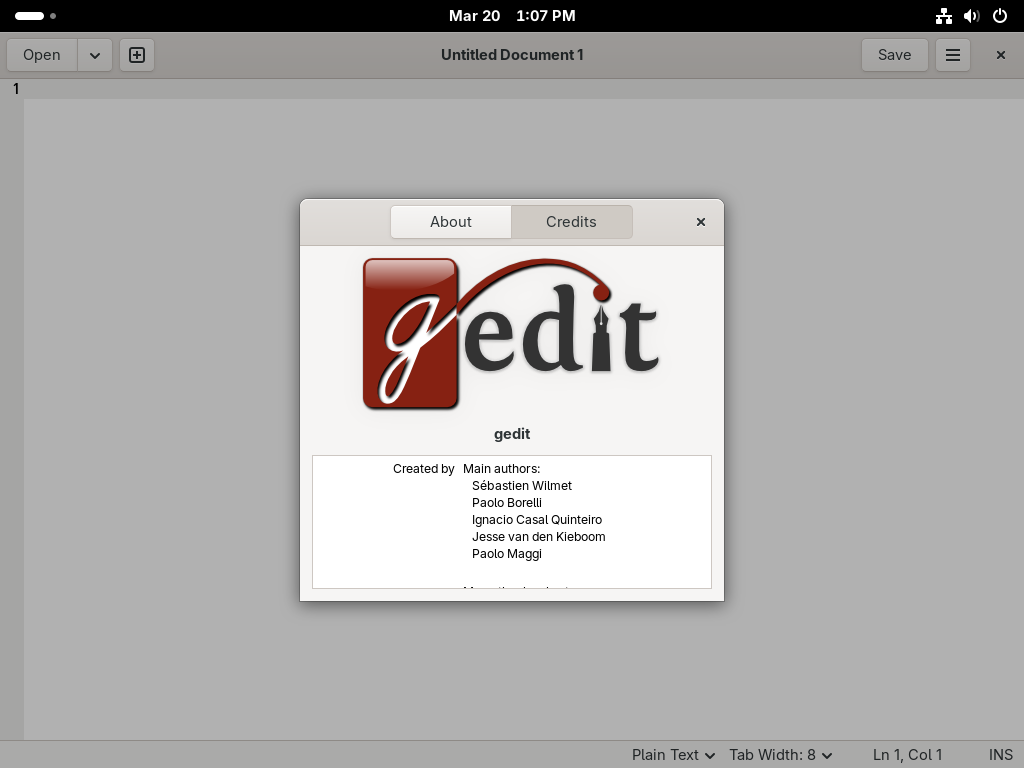 Mar 20 1:07 PM
Open Untitled Document 1 Save
1
About Credits
gedit
gedit
Created by Main authors:
Sébastien Wilmet
Paolo Borelli
Ignacio Casal Quinteiro
Jesse van den Kieboom
Paolo Maggi
Plain Text Tab Width: 8 Ln 1, Col 1 INS